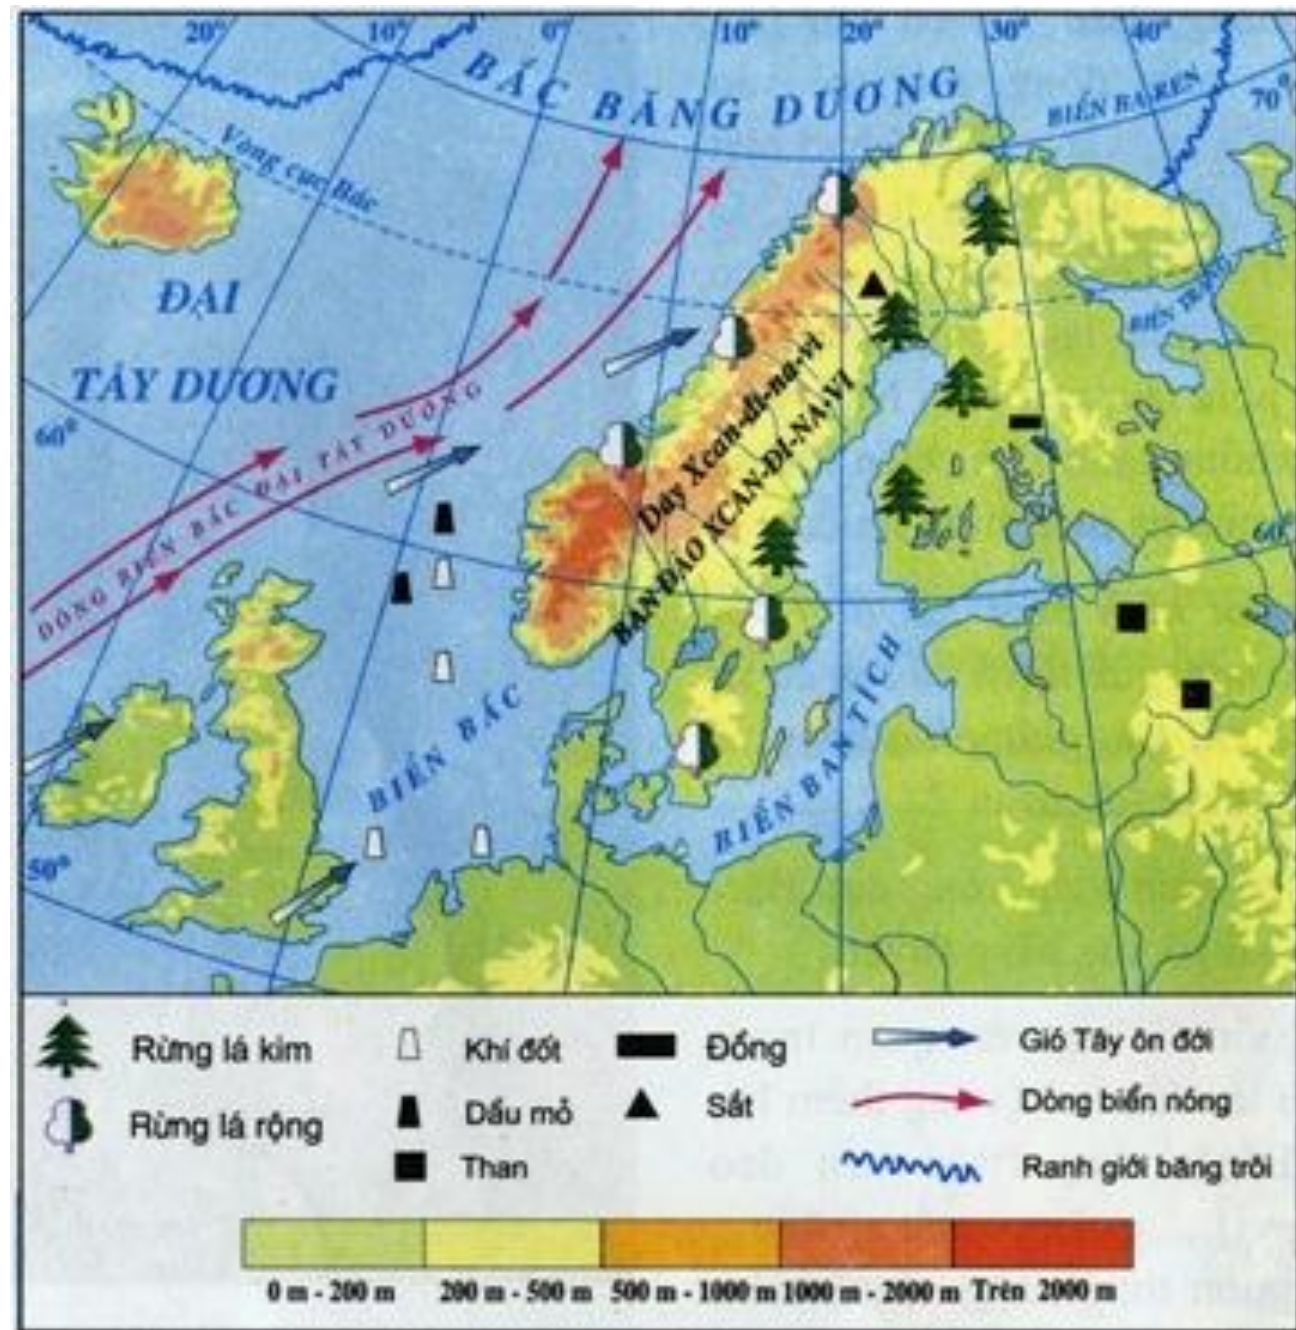 20° 10° 0° 10° 20° 30° 40°
BẮC BĂNG DƯƠNG
BIỂN BA REN
70°
Vòng cực Bắc
ĐẠI
TÂY DƯƠNG
BIỂN TRẮNG
60°
DÒNG BIỂN BẮC ĐẠI TÂY DƯƠNG
Dãy Xcan-đi-na-vi
BÁN ĐẢO XCAN-ĐI-NA-VI
60°
BIỂN BẮC
BIỂN BAN TÍCH
50°
Rừng lá kim
Khí đốt
Đồng
Gió Tây ôn đới
Rừng lá rộng
Dầu mỏ
Sắt
Dòng biển nóng
Than
Ranh giới băng trôi
0 m - 200 m 200 m - 500 m 500 m - 1000 m 1000 m - 2000 m Trên 2000 m